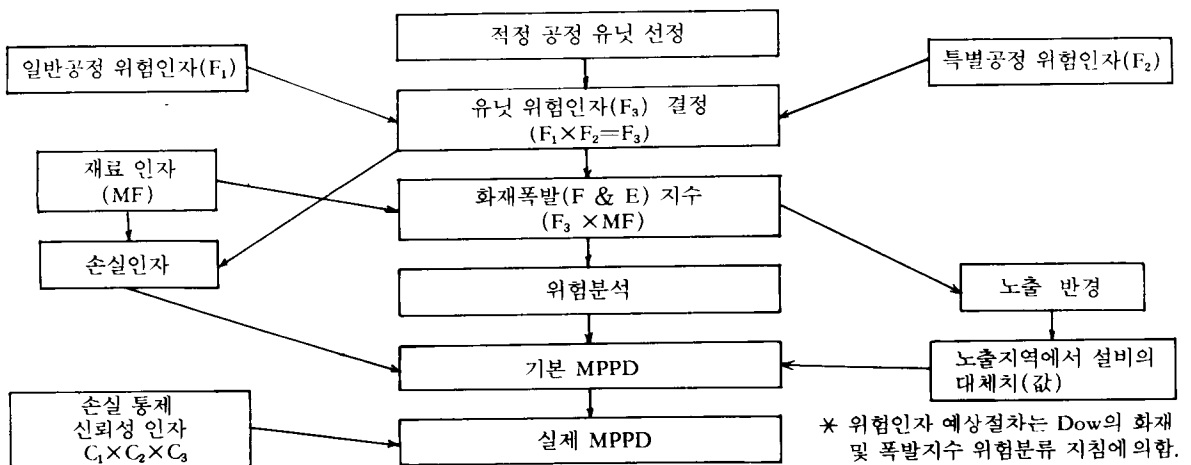 적정 공정 유닛 선정
일반공정 위험인자(F₁)
특별공정 위험인자(F₂)
유닛 위험인자(F₃) 결정
(F₁×F₂=F₃)
재료 인자
(MF)
화재폭발(F & E) 지수
(F₃ ×MF)
손실인자
위험분석
노출 반경
기본 MPPD
노출지역에서 설비의
대체치(값)
손실 통제
신뢰성 인자
C₁×C₂×C₃
실제 MPPD
* 위험인자 예상절차는 Dow의 화재
및 폭발지수 위험분류 지침에 의함.